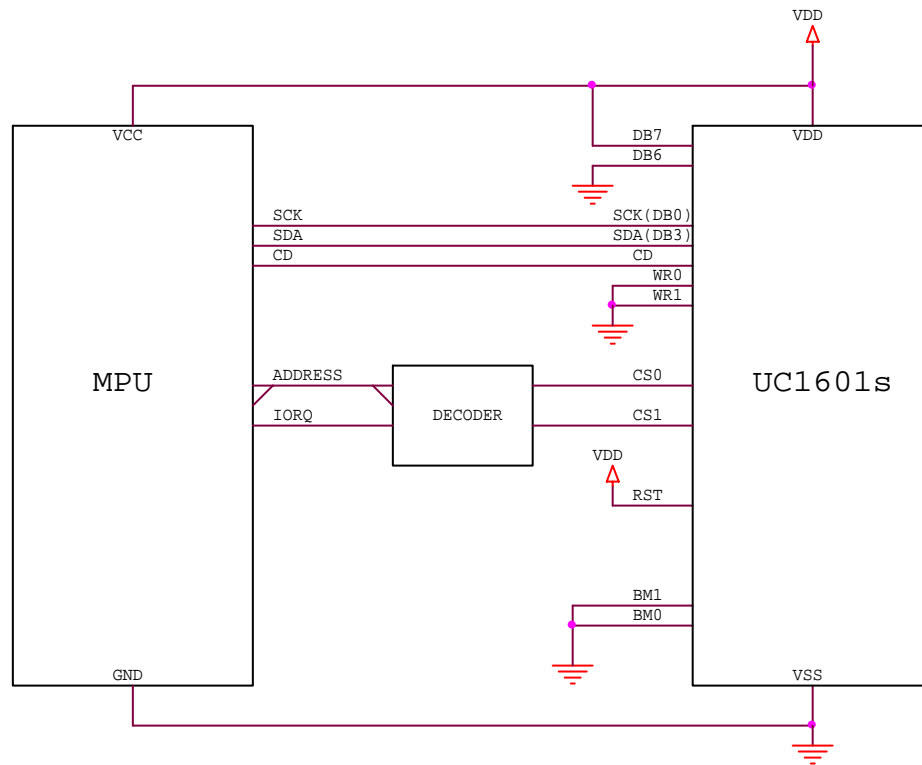 VDD
VCC
VDD
DB7
DB6
SCK
SCK(DB0)
SDA
SDA(DB3)
CD
CD
WR0
WR1
MPU
UC1601s
ADDRESS
CS0
DECODER
IORQ
CS1
VDD
RST
BM1
BM0
GND
VSS